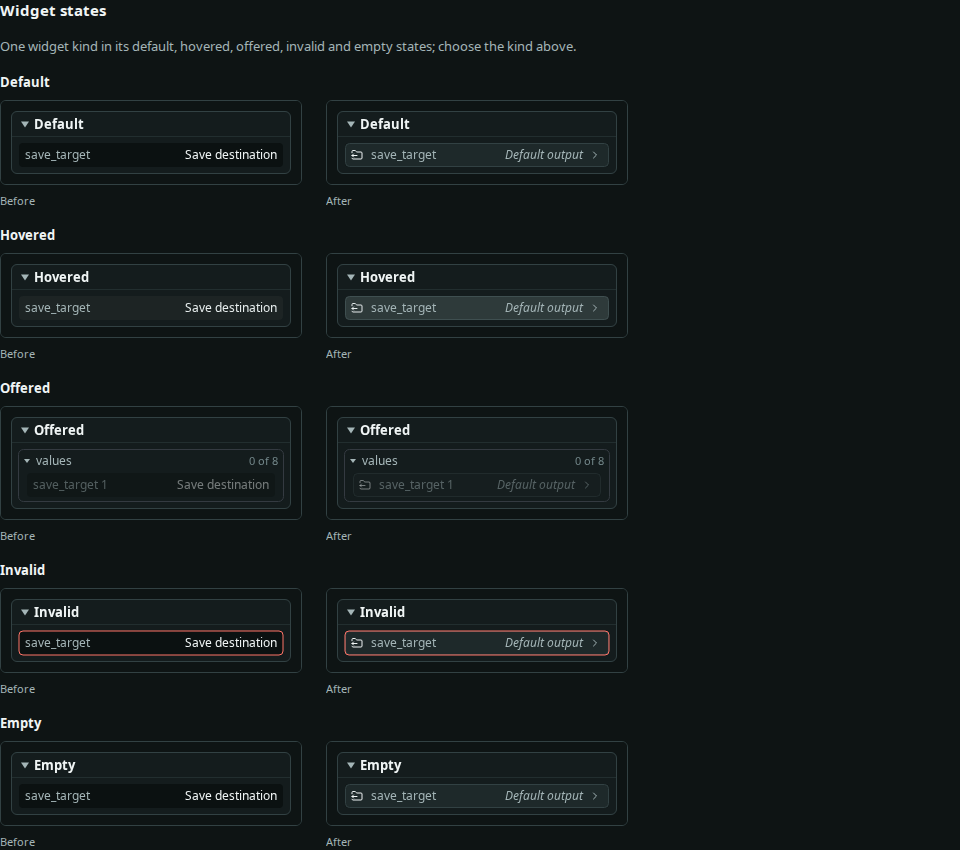 Widget states
One widget kind in its default, hovered, offered, invalid and empty states; choose the kind above.
Default
Default
save_target Save destination
Before
Default
save_target Default output
After
Hovered
Hovered
save_target Save destination
Before
Hovered
save_target Default output
After
Offered
Offered
values 0 of 8
save_target 1 Save destination
Before
Offered
values 0 of 8
save_target 1 Default output
After
Invalid
Invalid
save_target Save destination
Before
Invalid
save_target Default output
After
Empty
Empty
save_target Save destination
Before
Empty
save_target Default output
After